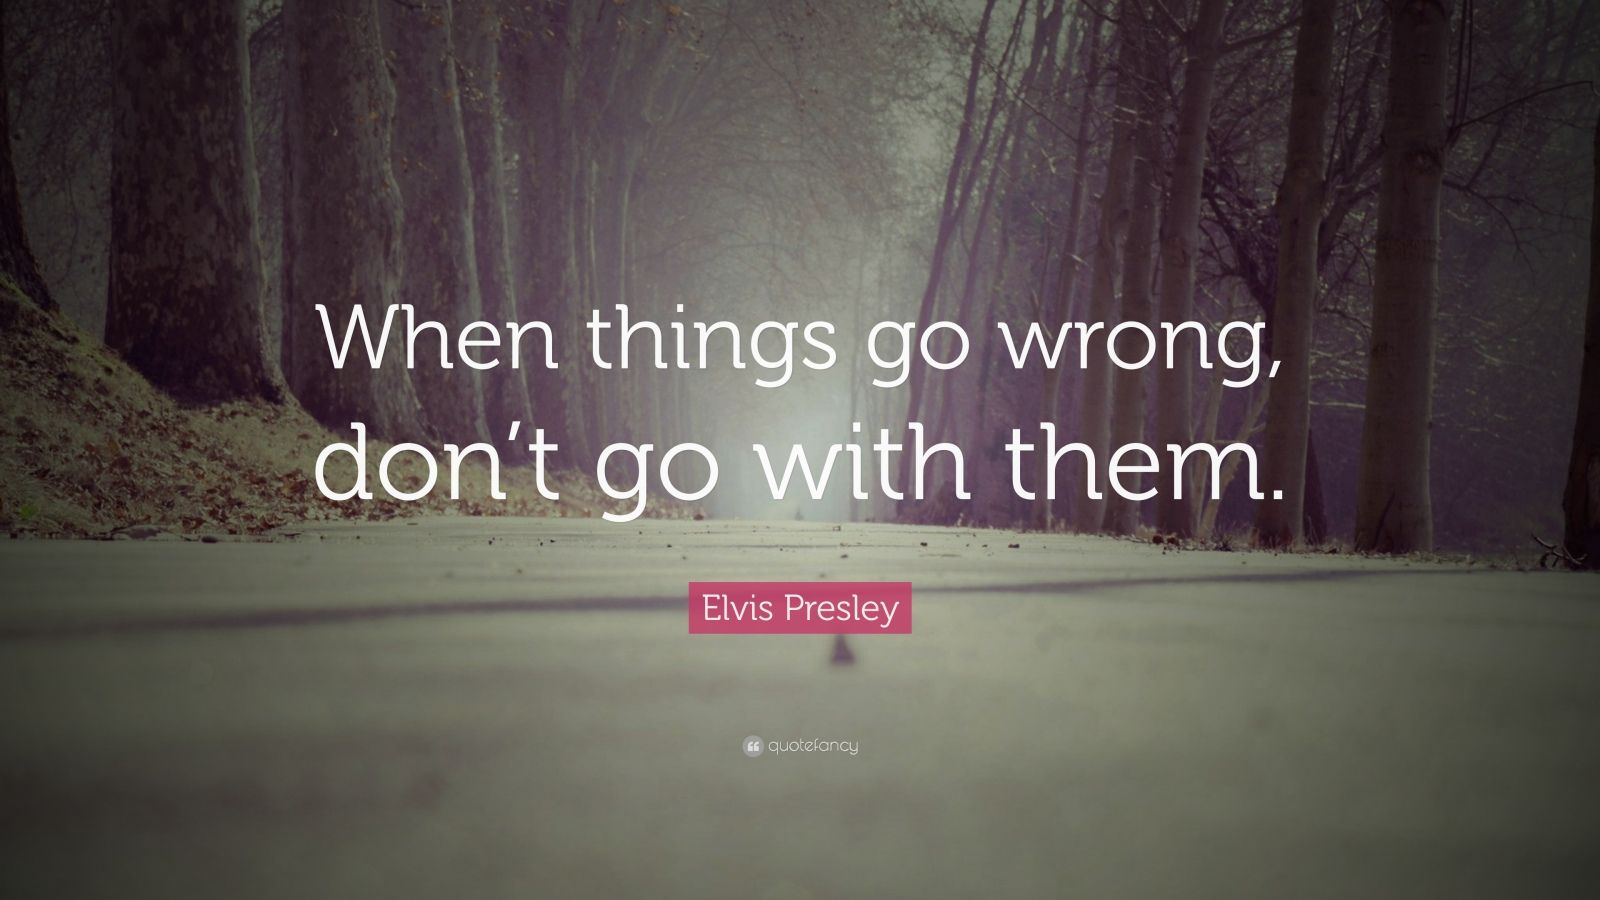 When things go wrong,
don’t go with them.
Elvis Presley
quotefancy